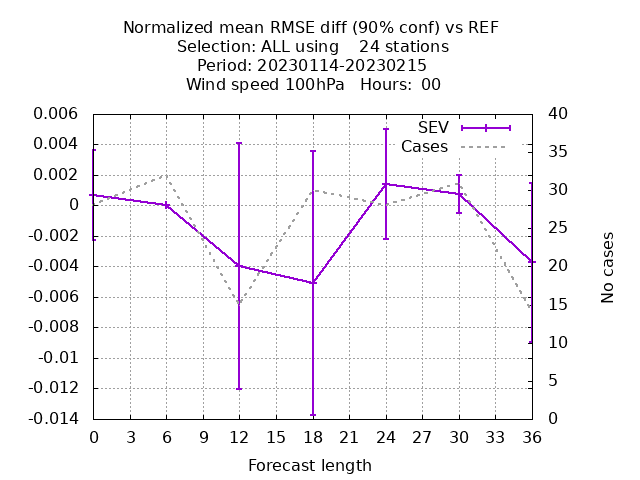 Normalized mean RMSE diff (90% conf) vs REF
Selection: ALL using    24 stations
Period: 20230114-20230215
Wind speed 100hPa   Hours:  00
SEV
Cases
0.006
0.004
0.002
0
-0.002
-0.004
-0.006
-0.008
-0.01
-0.012
-0.014
40
35
30
25
20
15
10
5
0
No cases
0 3 6 9 12 15 18 21 24 27 30 33 36
Forecast length